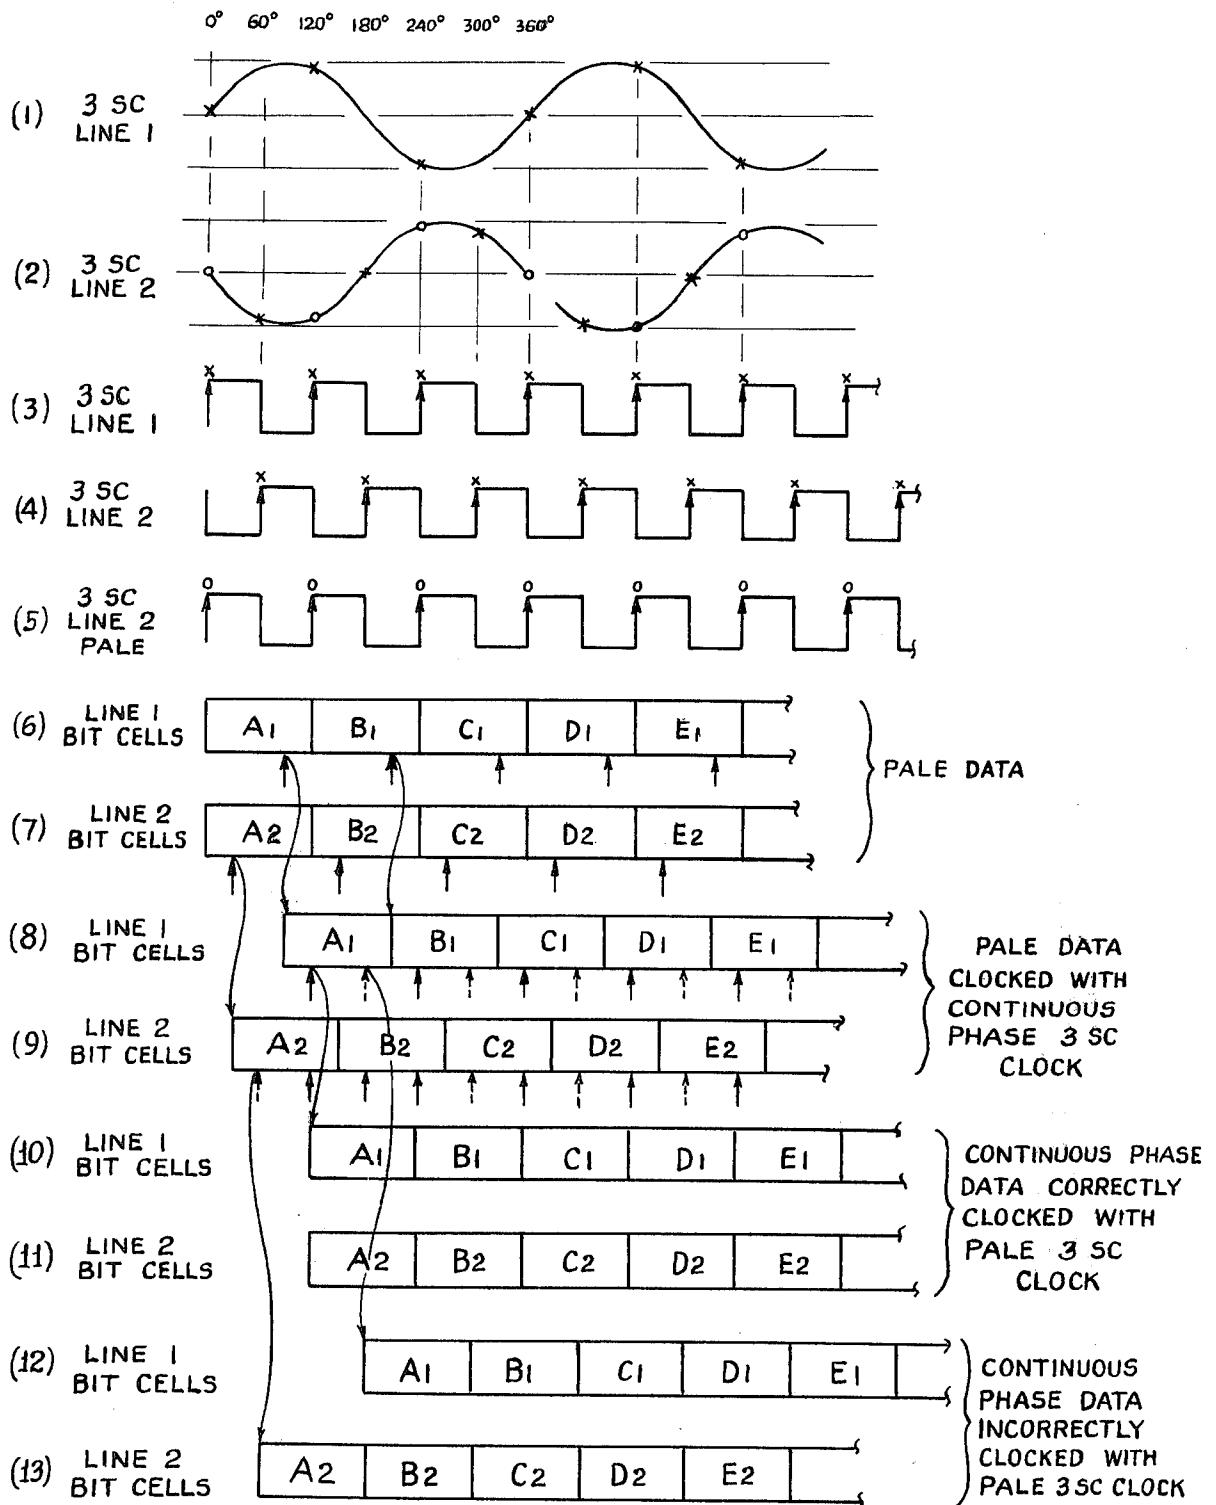 0° 60° 120° 180° 240° 300° 360°
(1) 3 SC
LINE 1
(2) 3 SC
LINE 2
(3) 3 SC
LINE 1
(4) 3 SC
LINE 2
(5) 3 SC
LINE 2
PALE
(6) LINE 1
BIT CELLS
A1 B1 C1 D1 E1
(7) LINE 2
BIT CELLS
A2 B2 C2 D2 E2
PALE DATA
(8) LINE 1
BIT CELLS
A1 B1 C1 D1 E1
(9) LINE 2
BIT CELLS
A2 B2 C2 D2 E2
PALE DATA
CLOCKED WITH
CONTINUOUS
PHASE 3 SC
CLOCK
(10) LINE 1
BIT CELLS
A1 B1 C1 D1 E1
(11) LINE 2
BIT CELLS
A2 B2 C2 D2 E2
CONTINUOUS PHASE
DATA CORRECTLY
CLOCKED WITH
PALE 3 SC
CLOCK
(12) LINE 1
BIT CELLS
A1 B1 C1 D1 E1
(13) LINE 2
BIT CELLS
A2 B2 C2 D2 E2
CONTINUOUS
PHASE DATA
INCORRECTLY
CLOCKED WITH
PALE 3SC CLOCK